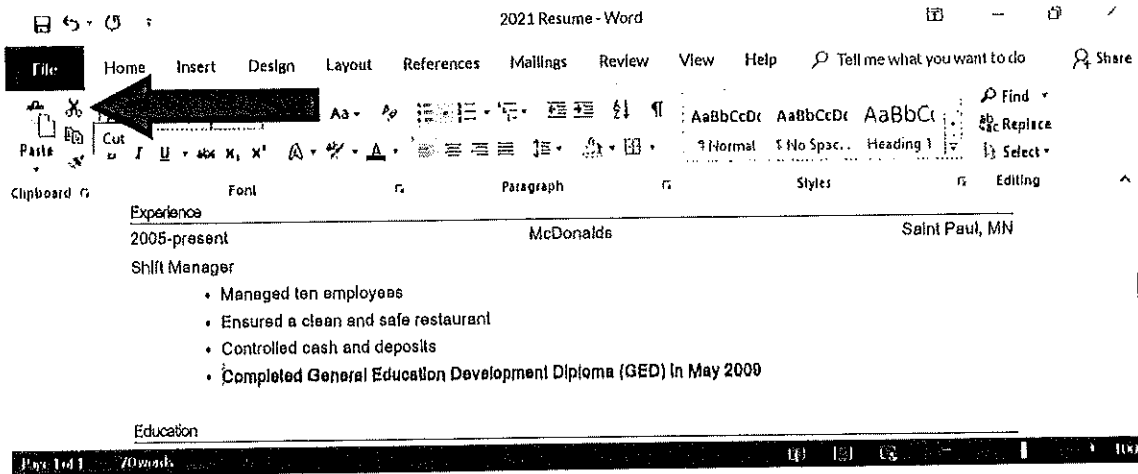 2021 Resume - Word
File Home Insert Design Layout References Mailings Review View Help Tell me what you want to do Share
Aa AaBbCcDc AaBbCcDc AaBbCc Find
Replace
Paste Cut I U abc X, X' A A ¶ Normal ¶ No Spac... Heading 1 Select
Clipboard Font Paragraph Styles Editing
Experience
2005-present McDonalds Saint Paul, MN
Shift Manager
• Managed ten employees
• Ensured a clean and safe restaurant
• Controlled cash and deposits
• Completed General Education Development Diploma (GED) in May 2009
Education
Page 1 of 1 70 words 100